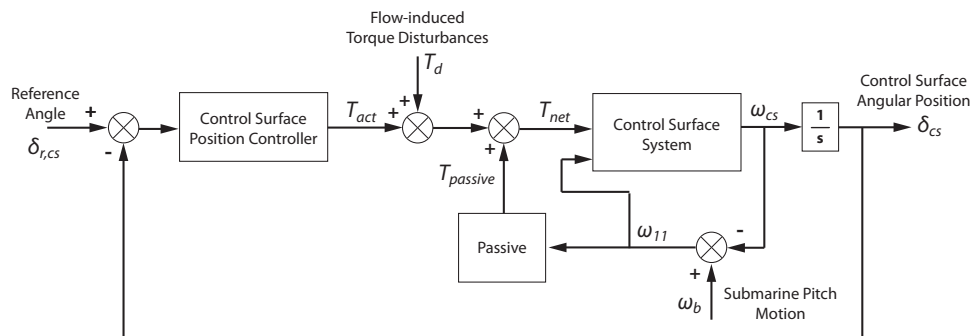 Flow-induced
Torque Disturbances
T_d
Reference
Angle
δ_r,cs
+
-
Control Surface
Position Controller
T_act
+
+
+
+
T_net
Control Surface
System
ω_cs
1
s
Control Surface
Angular Position
δ_cs
T_passive
Passive
ω_11
-
+
ω_b
Submarine Pitch
Motion